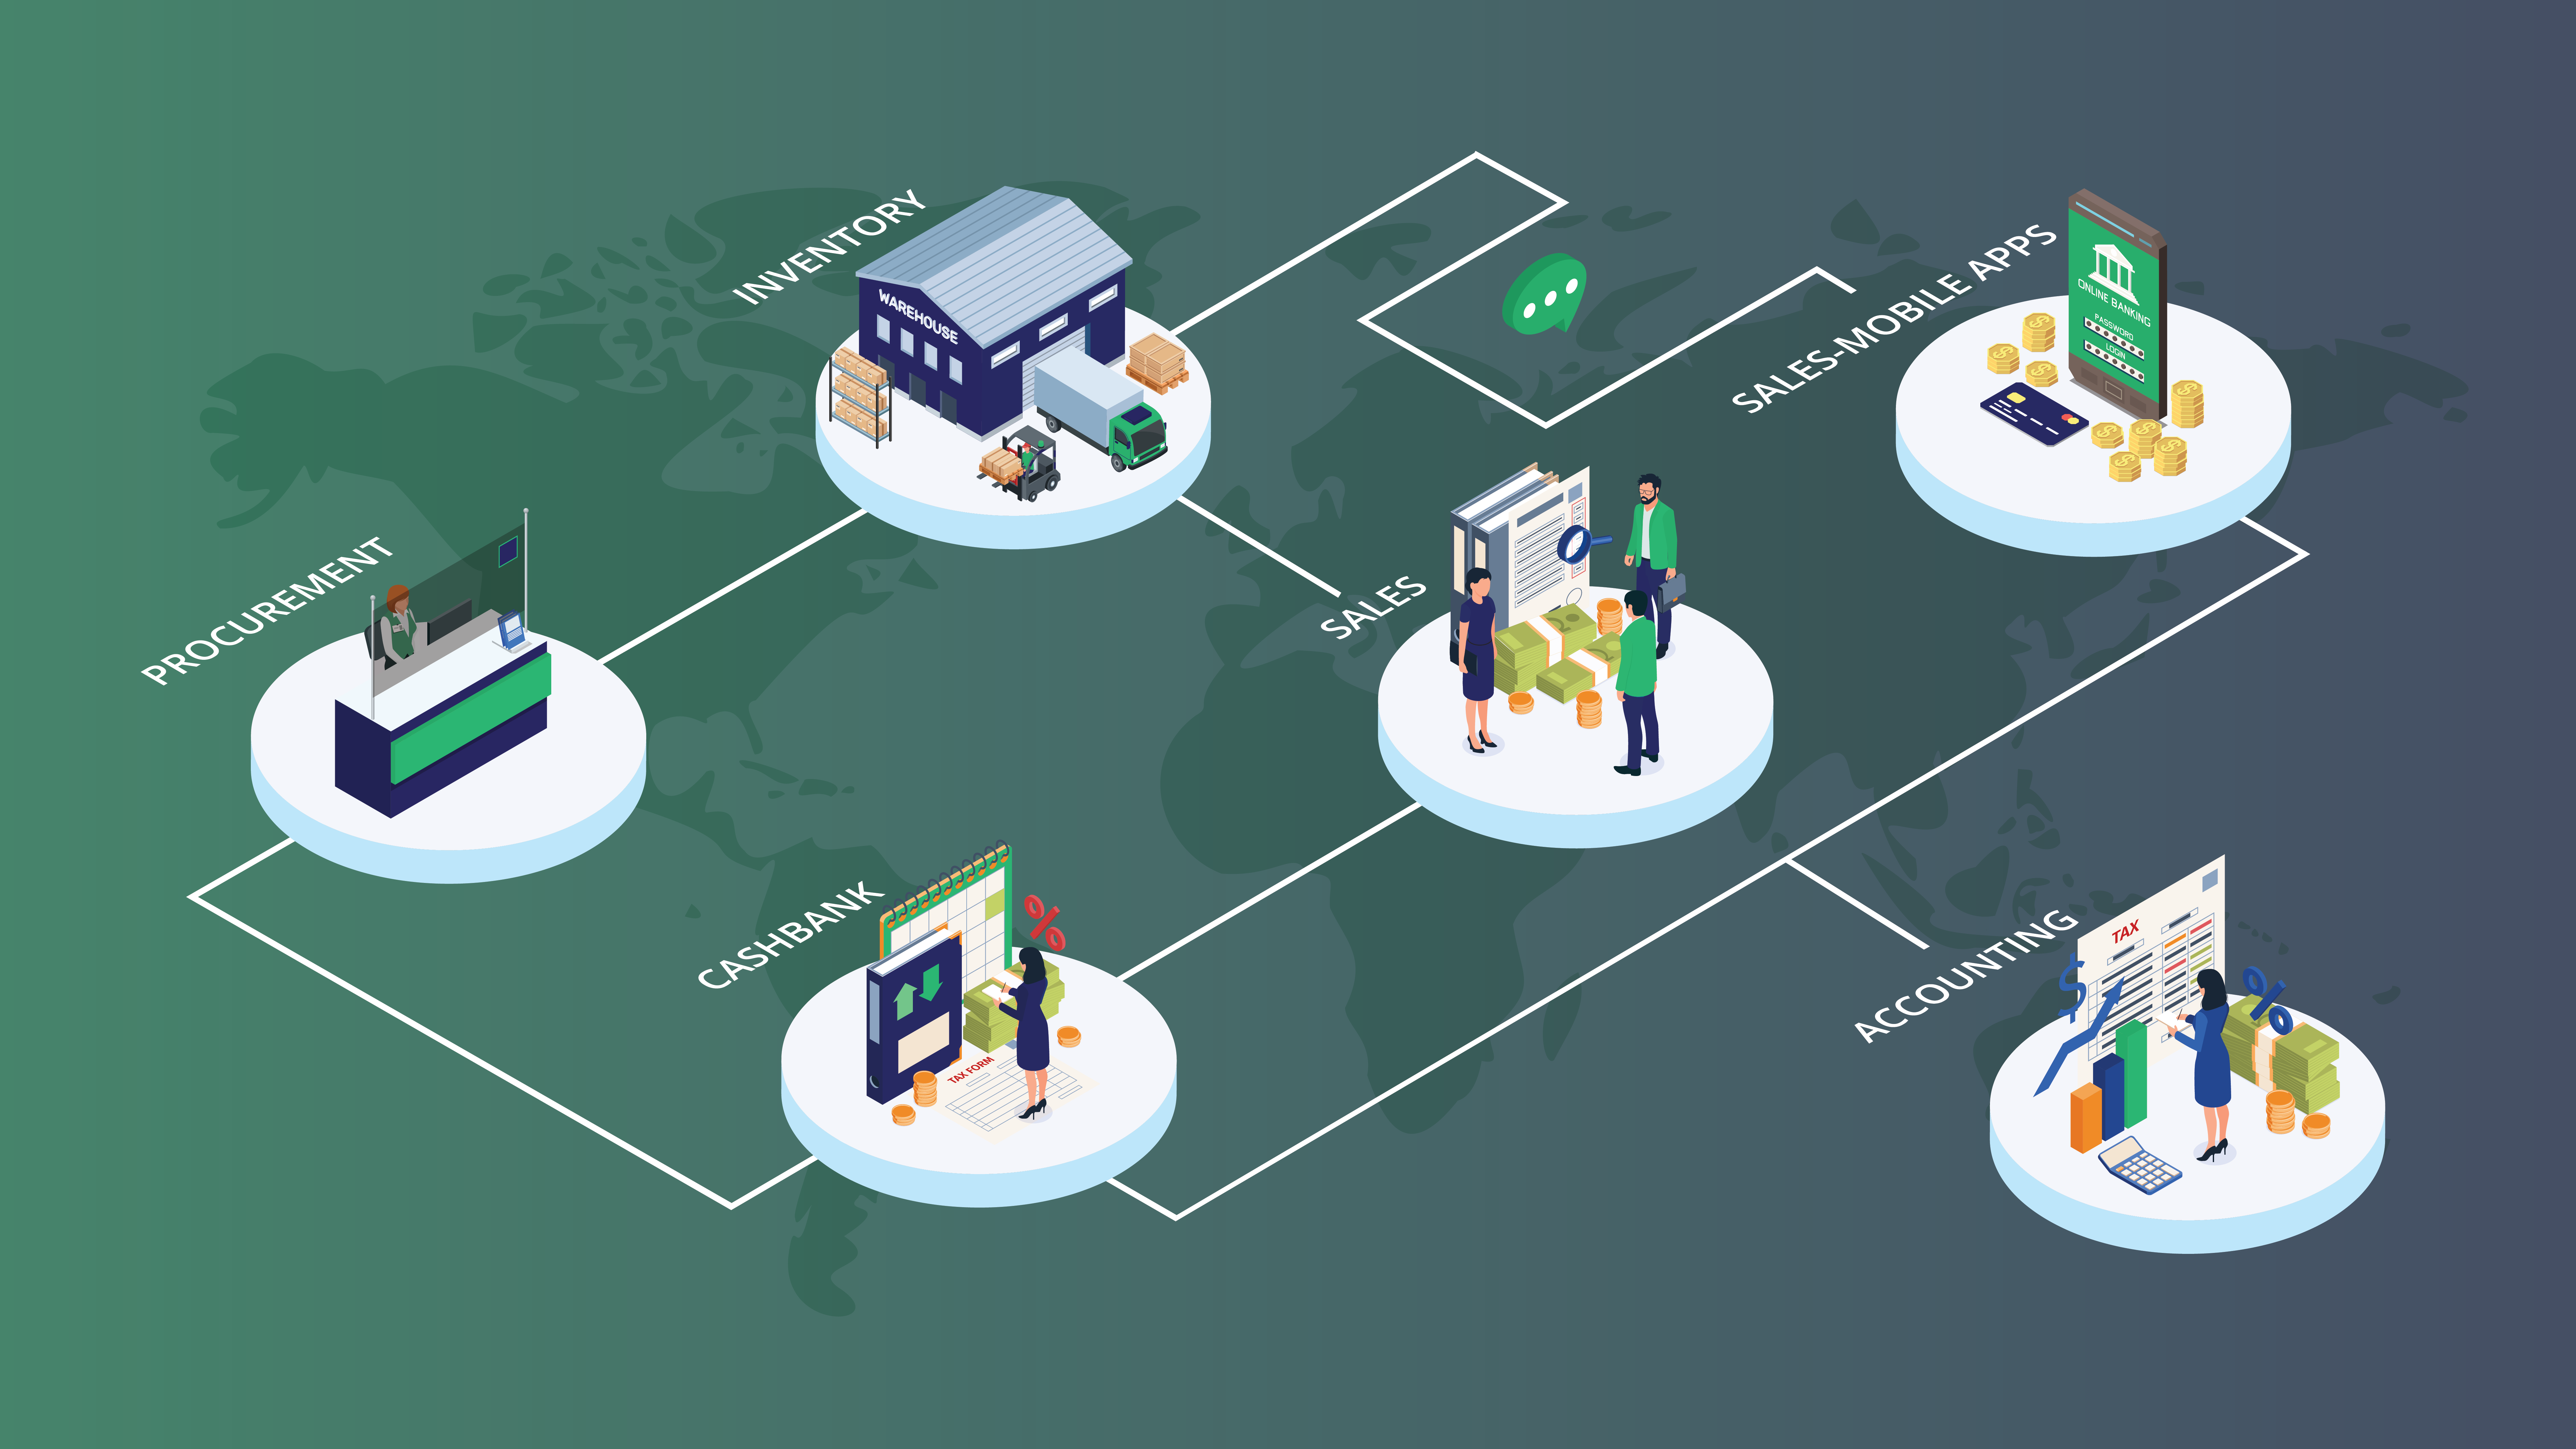 INVENTORY
WAREHOUSE
SALES-MOBILE APPS
ONLINE BANKING
PASSWORD
LOGIN
PROCUREMENT
SALES
CASHBANK
%
TAX FORM
ACCOUNTING
TAX
$
%